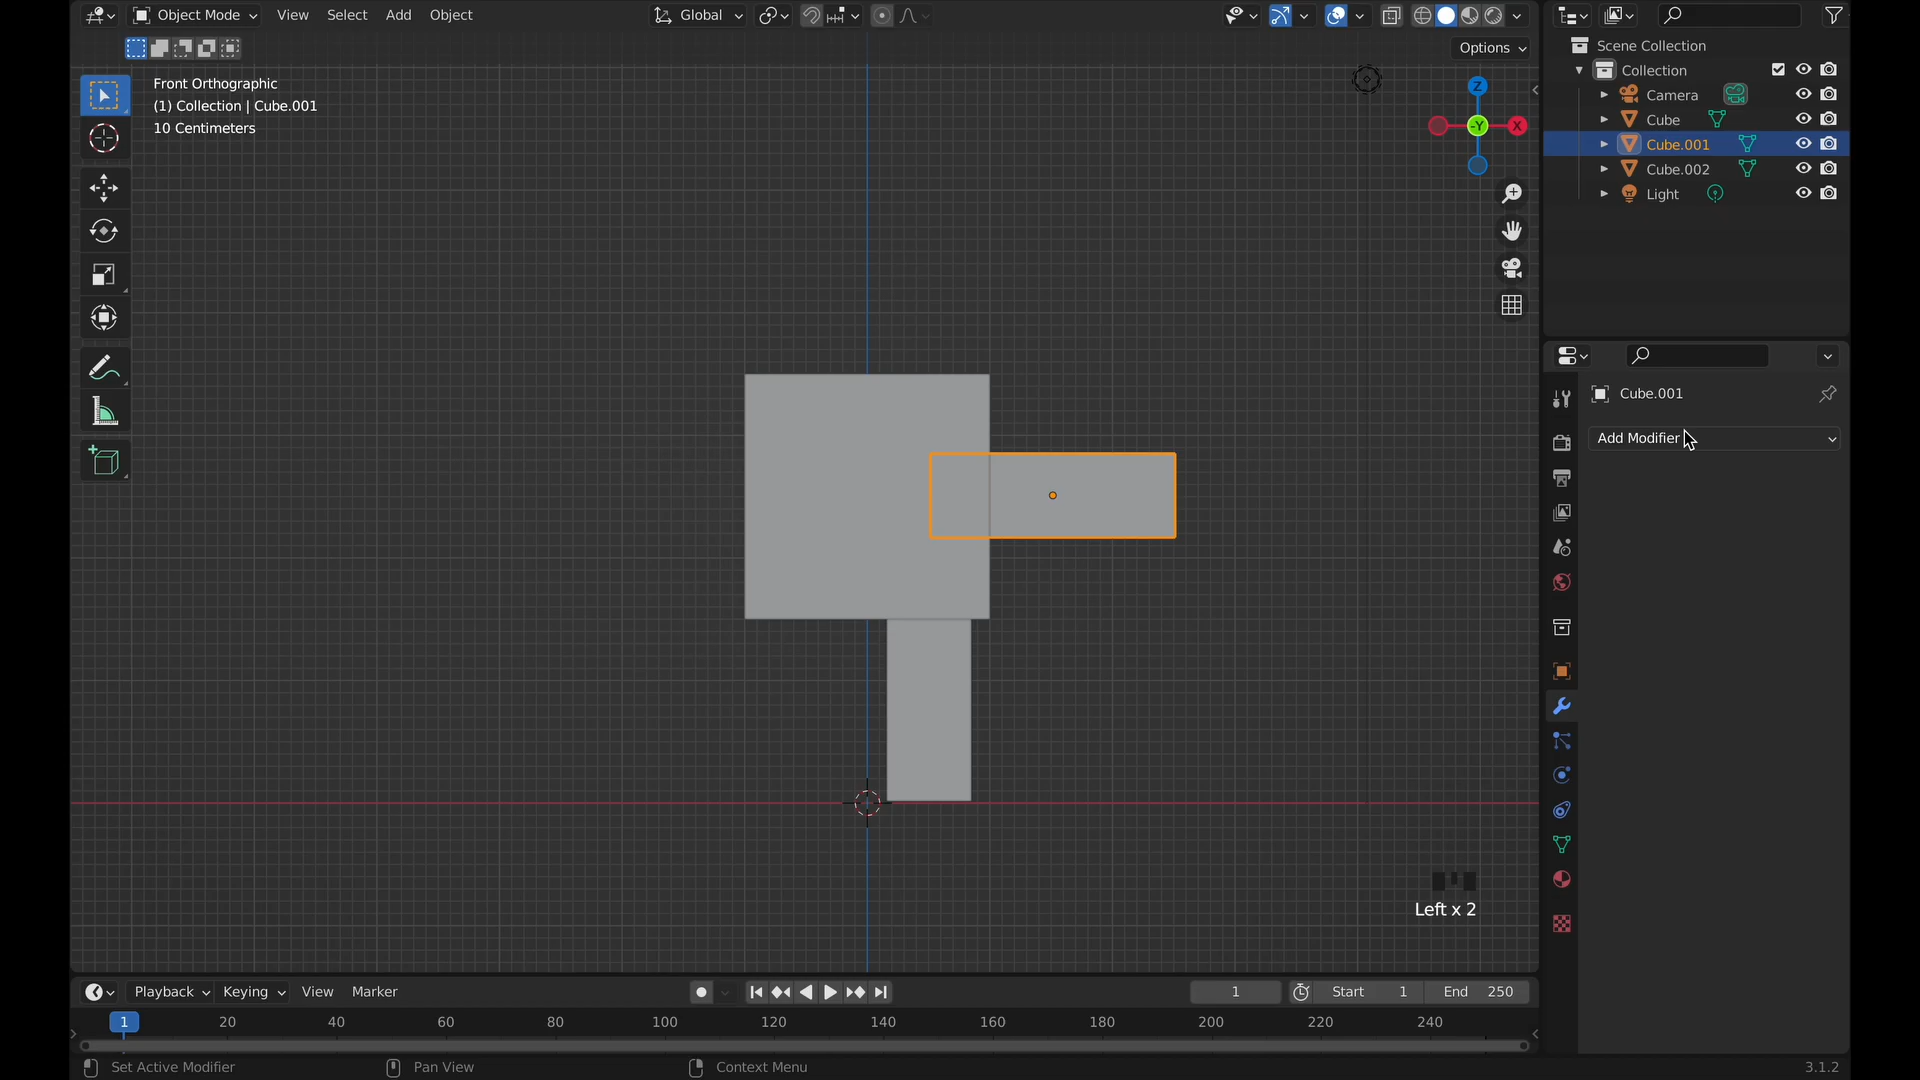 Object Mode View Select Add Object Global
Options
Front Orthographic
(1) Collection | Cube.001
10 Centimeters
Z
-Y X
Scene Collection
Collection
Camera
Cube
Cube.001
Cube.002
Light
Cube.001
Add Modifier
Left x 2
Playback Keying View Marker 1 Start 1 End 250
1 20 40 60 80 100 120 140 160 180 200 220 240
Set Active Modifier Pan View Context Menu 3.1.2